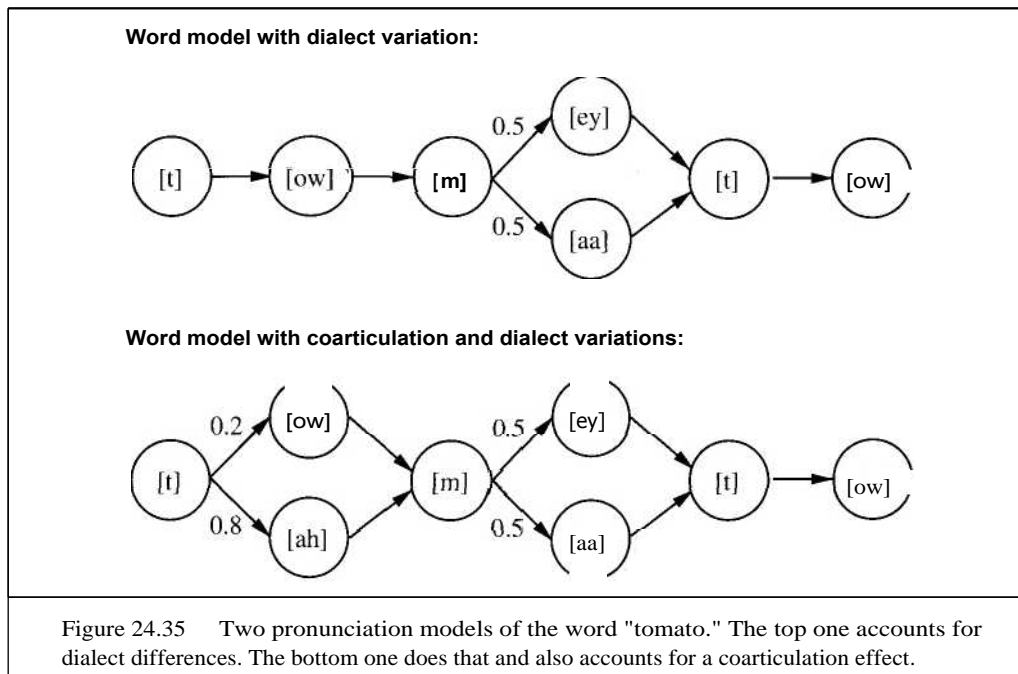 Word model with dialect variation:
[ey]
0.5
[t] [ow] [m] [t] [ow]
0.5
[aa]
Word model with coarticulation and dialect variations:
[ow] [ey]
0.2 0.5
[t] [m] [t] [ow]
0.8 0.5
[ah] [aa]
Figure 24.35 Two pronunciation models of the word "tomato." The top one accounts for
dialect differences. The bottom one does that and also accounts for a coarticulation effect.